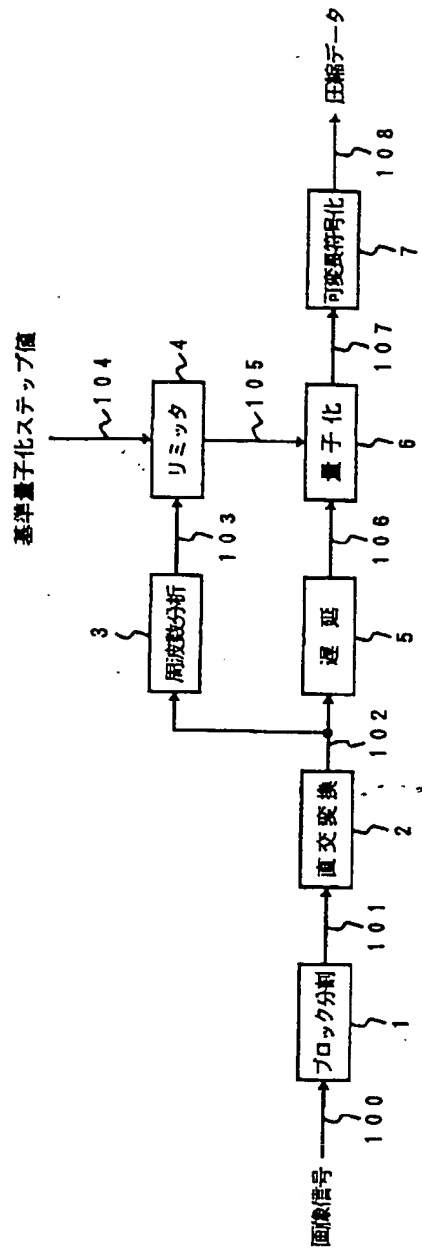 基準量子化ステップ値
104
3
周波数分析
103
リミッタ
4
105
画像信号
100
ブロック分割
1
101
直交変換
2
102
遅延
5
106
量子化
6
107
可変長符号化
7
108
圧縮データ